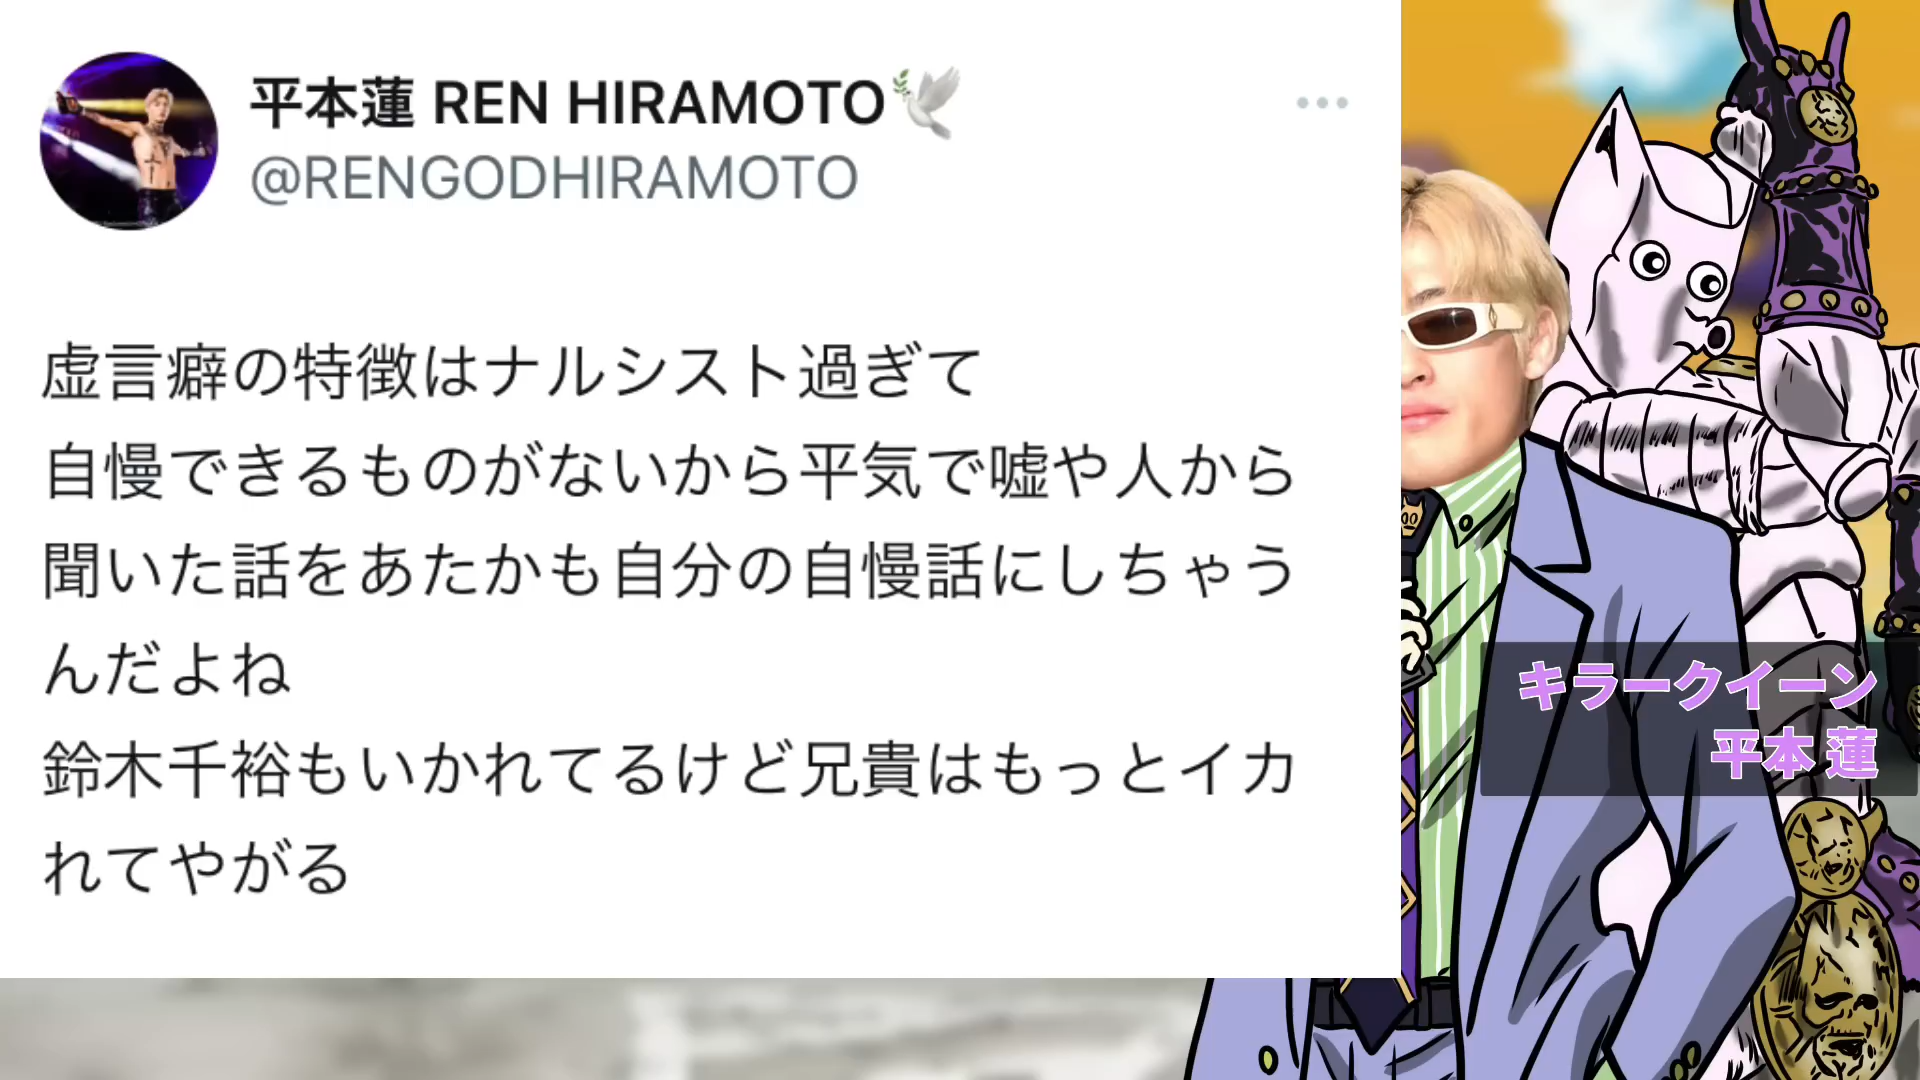 平本蓮 REN HIRAMOTO🕊
@RENGODHIRAMOTO
虚言癖の特徴はナルシスト過ぎて
自慢できるものがないから平気で嘘や人から
聞いた話をあたかも自分の自慢話にしちゃう
んだよね
鈴木千裕もいかれてるけど兄貴はもっとイカ
れてやがる
キラークイーン
平本 蓮